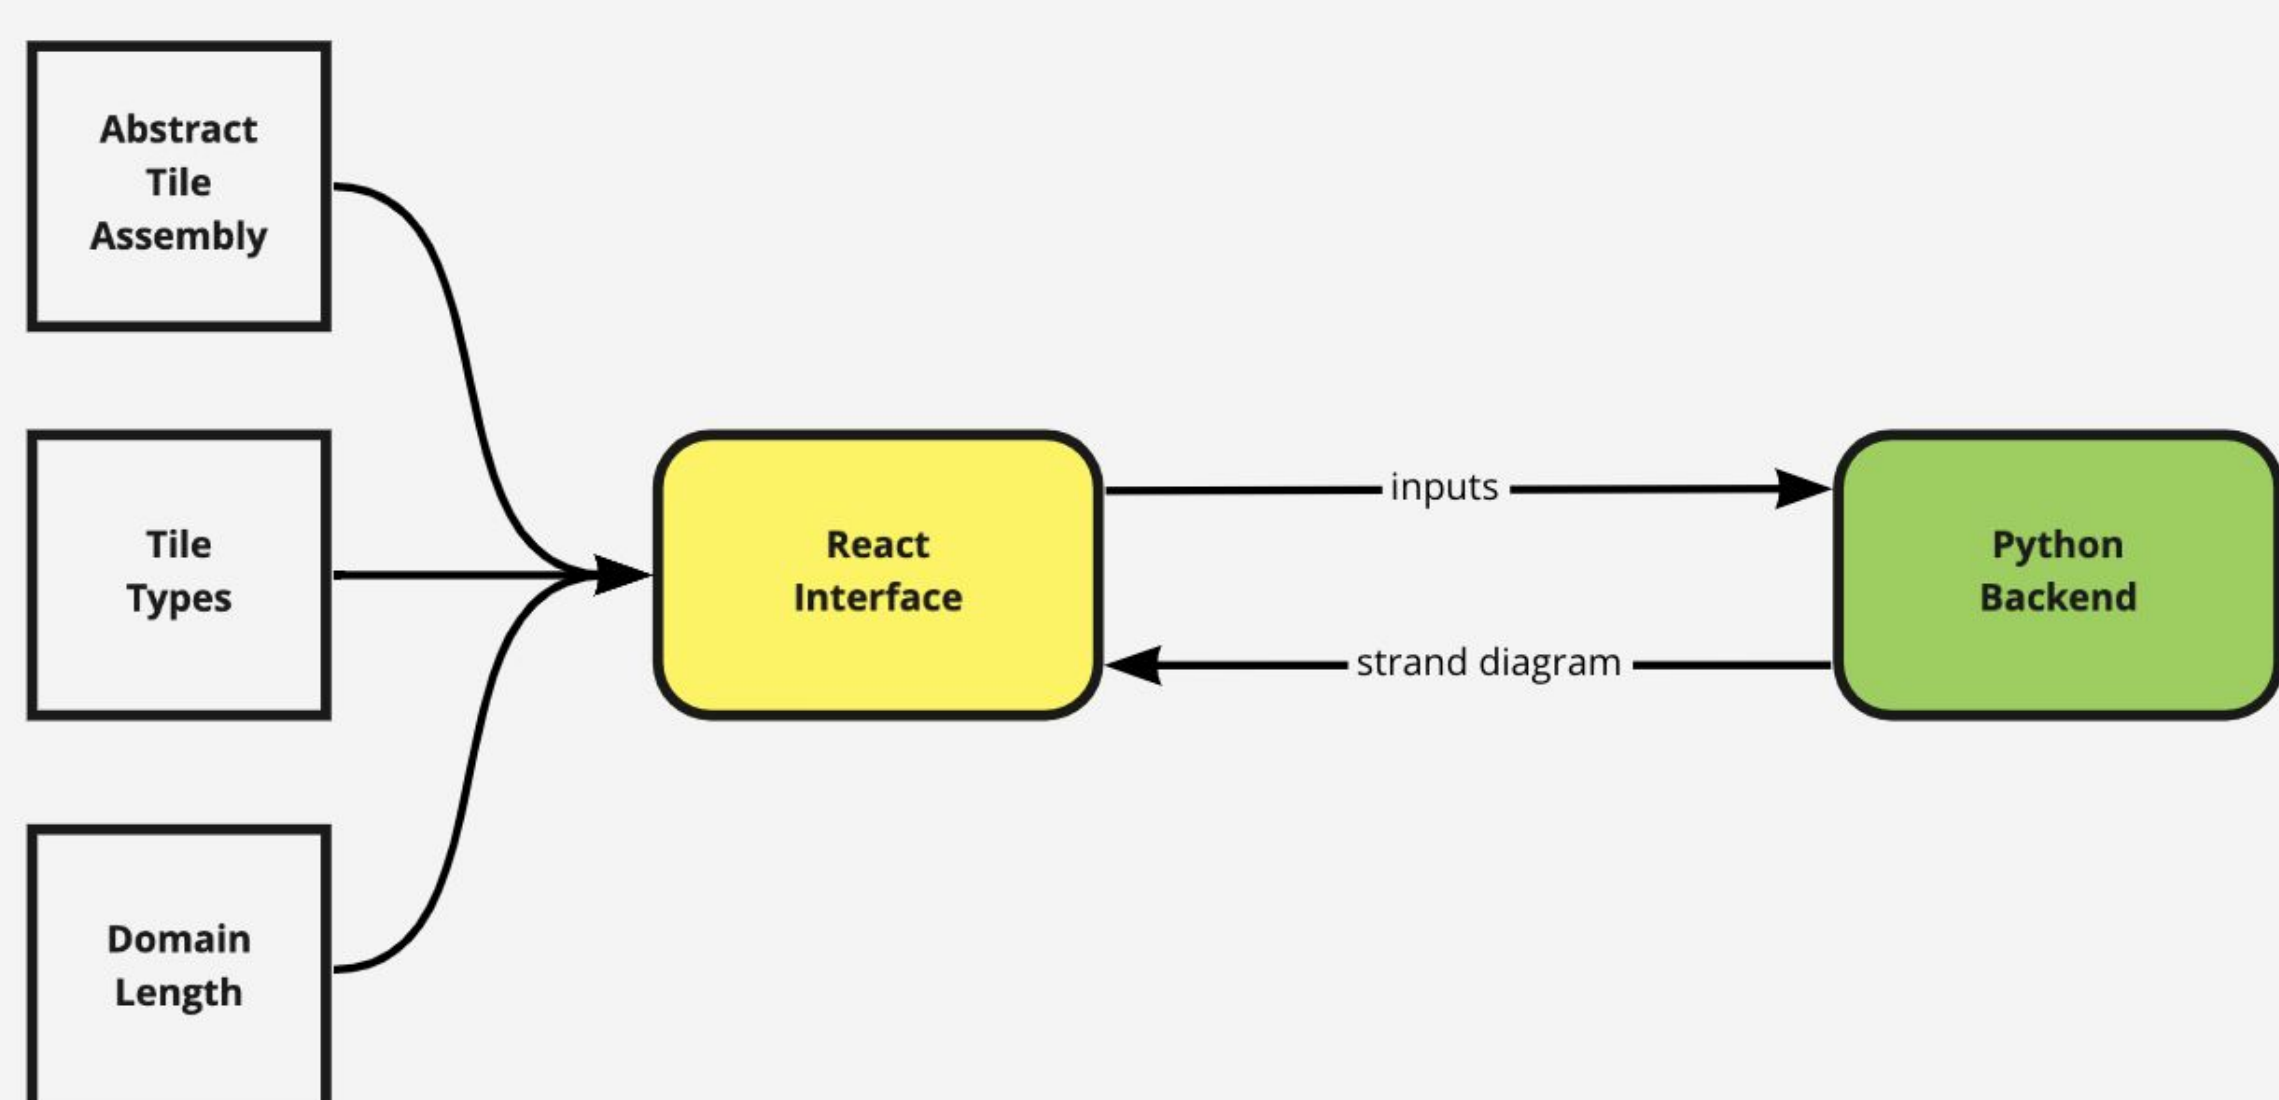 Abstract
Tile
Assembly
Tile
Types
Domain
Length
React
Interface
inputs
strand diagram
Python
Backend